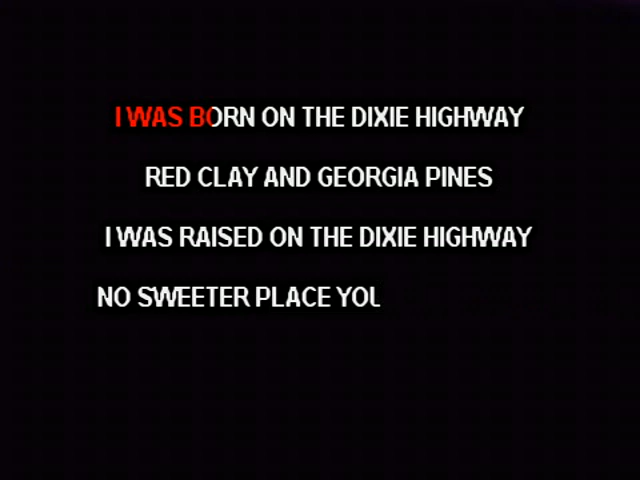 I WAS BORN ON THE DIXIE HIGHWAY
RED CLAY AND GEORGIA PINES
I WAS RAISED ON THE DIXIE HIGHWAY
NO SWEETER PLACE YOU